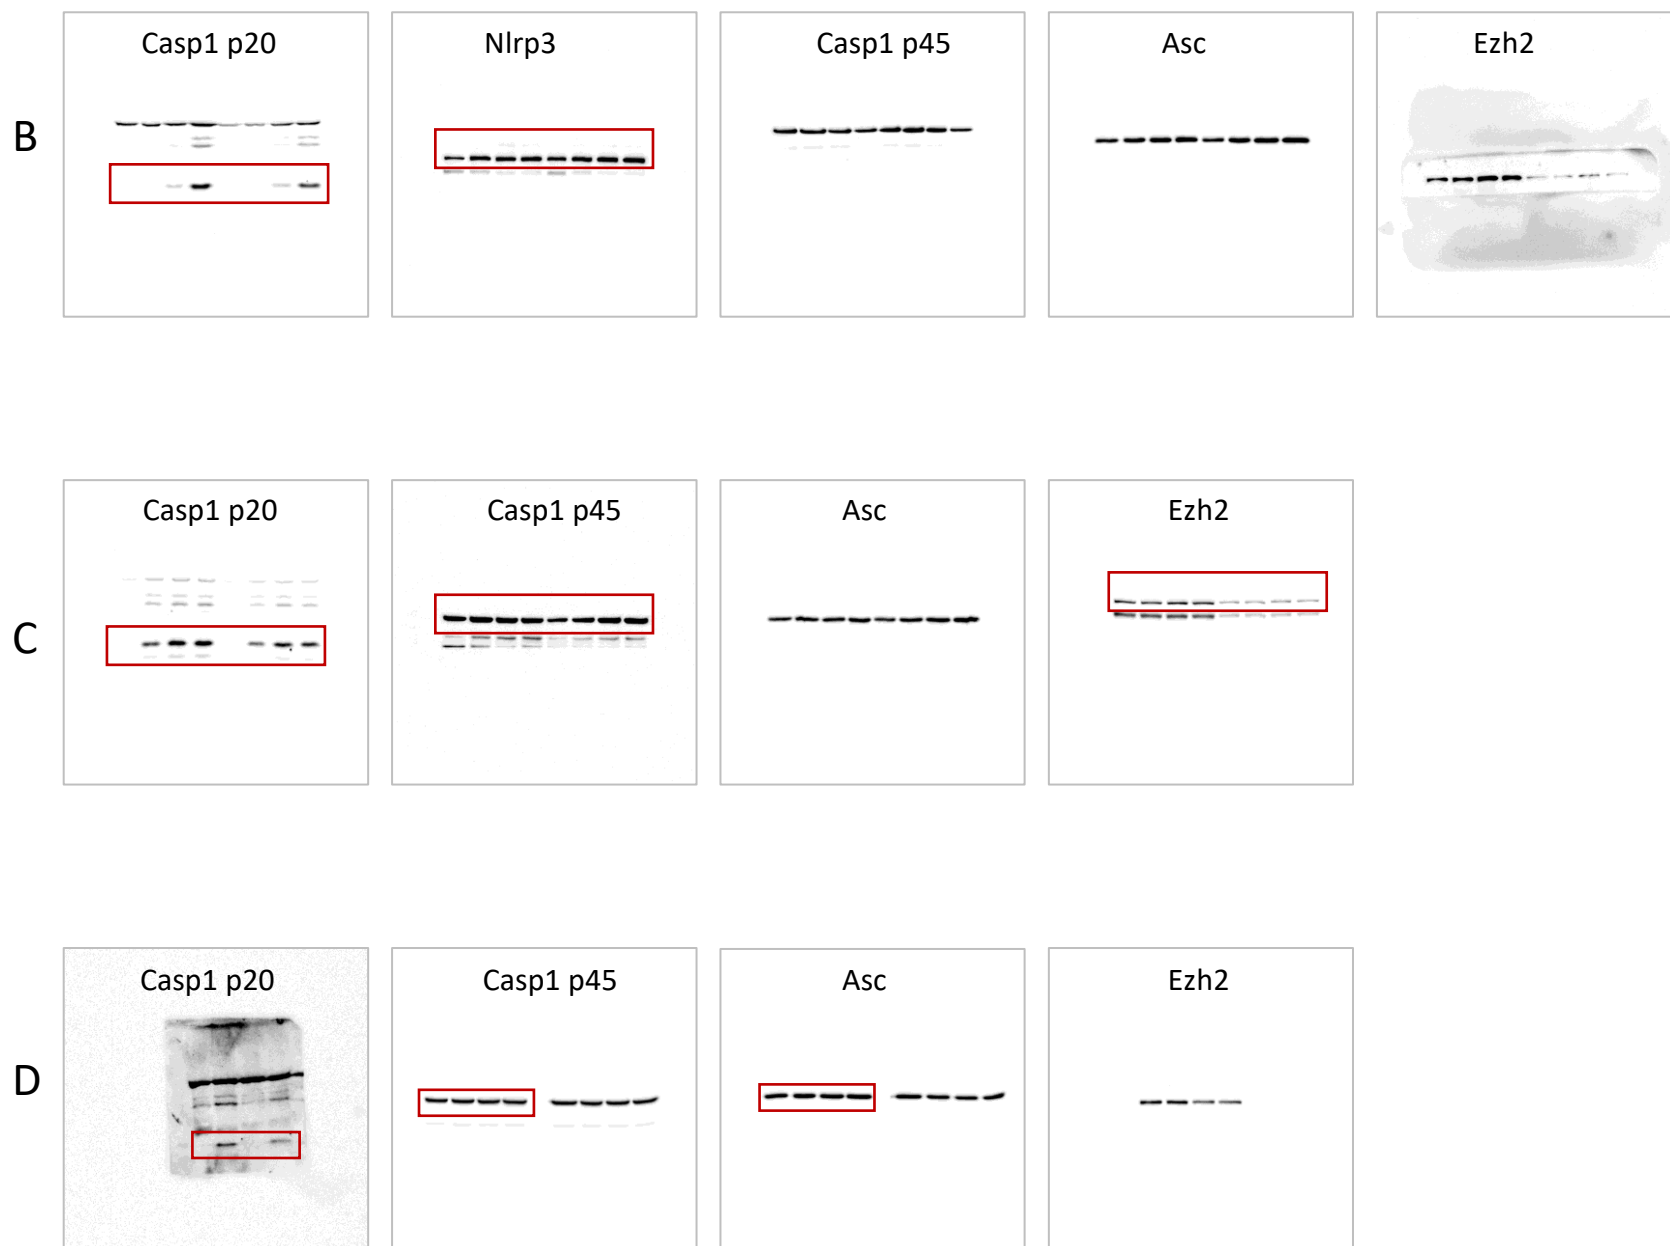 Casp1 p20 Nlrp3 Casp1 p45 Asc Ezh2
B
Casp1 p20 Casp1 p45 Asc Ezh2
C
Casp1 p20 Casp1 p45 Asc Ezh2
D